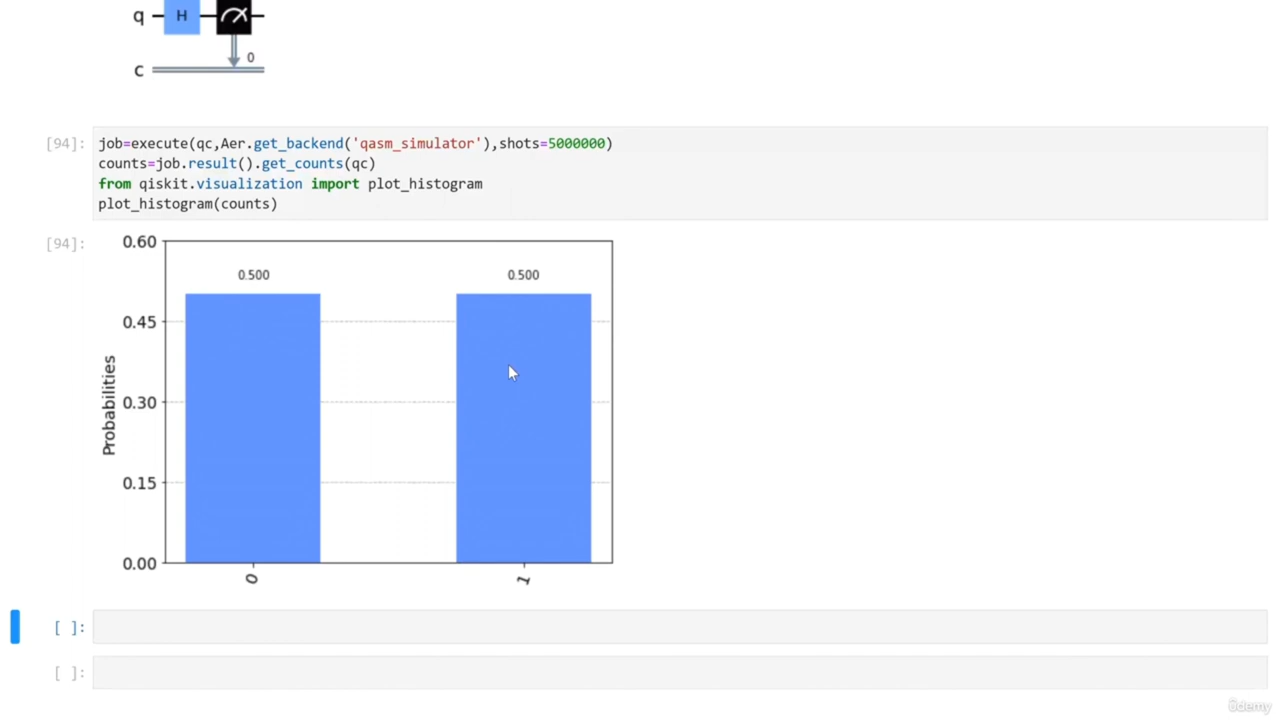 q H
0
c
[94]: job=execute(qc,Aer.get_backend('qasm_simulator'),shots=5000000)
counts=job.result().get_counts(qc)
from qiskit.visualization import plot_histogram
plot_histogram(counts)
[94]:
0.60
0.500 0.500
0.45
0.30
0.15
0.00
Probabilities
0 1
[ ]:
[ ]:
ûdemy